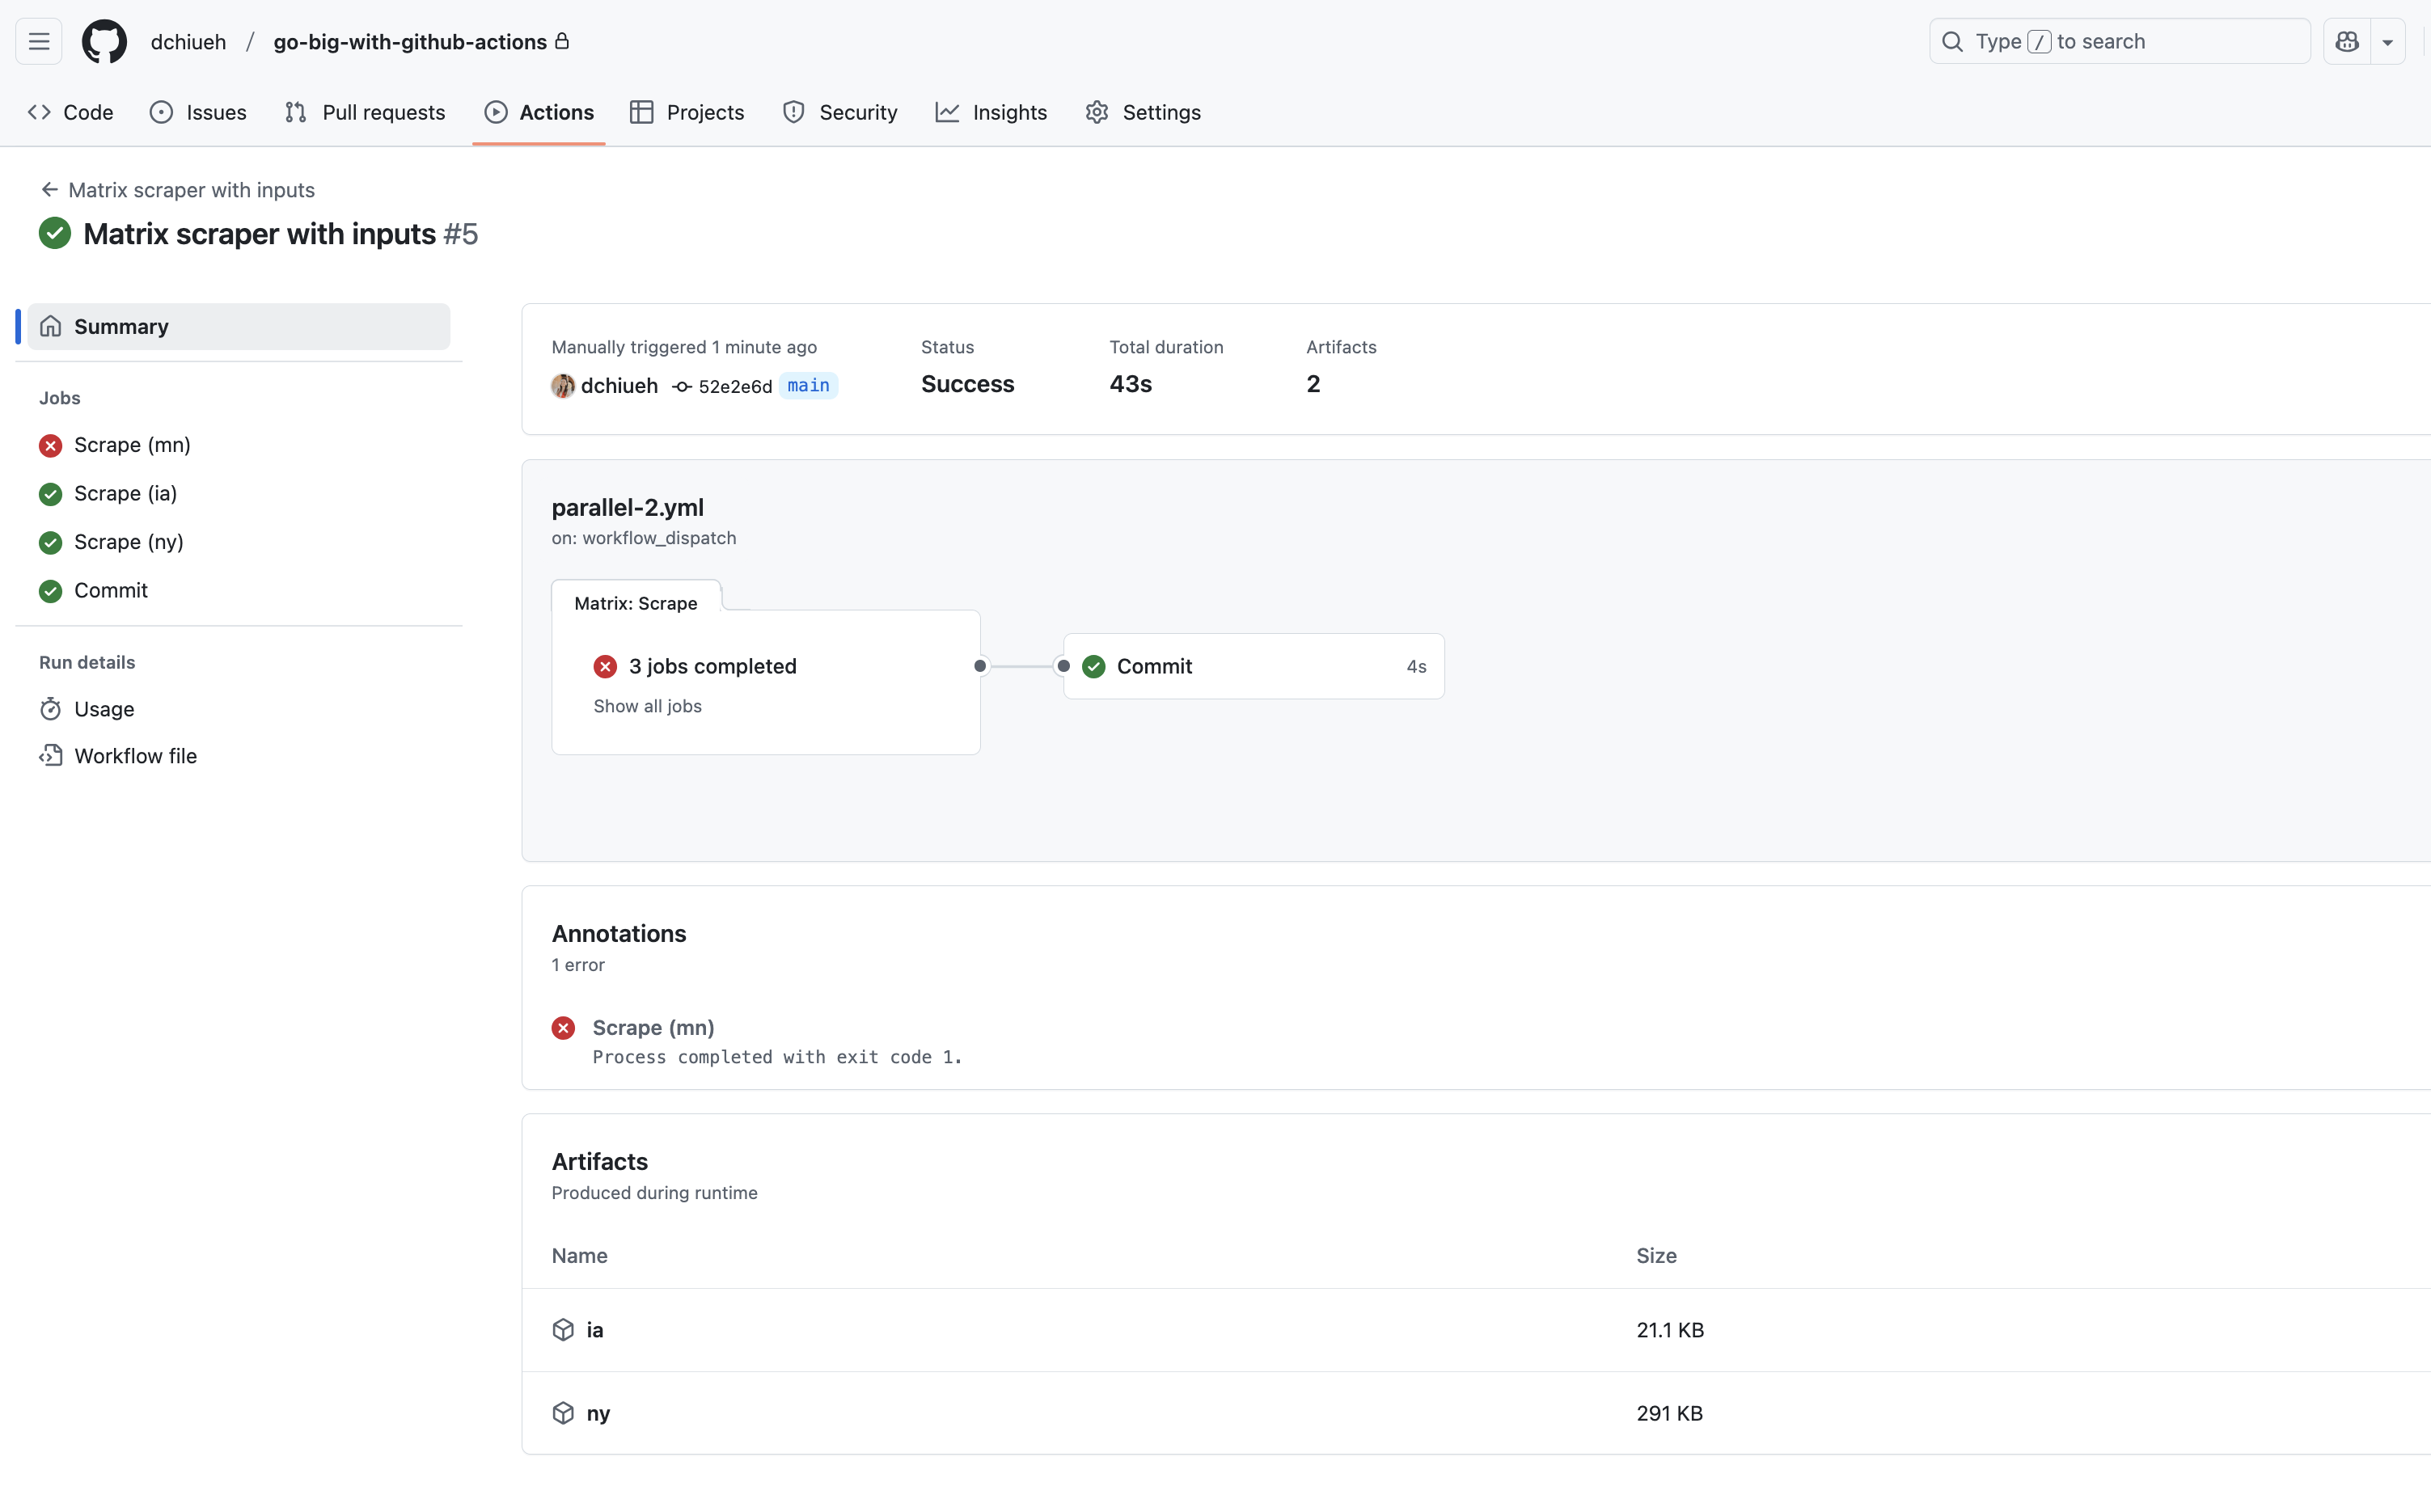 dchiueh / go-big-with-github-actions
Type / to search
Code Issues Pull requests Actions Projects Security Insights Settings
← Matrix scraper with inputs
Matrix scraper with inputs #5
Summary
Jobs
Scrape (mn)
Scrape (ia)
Scrape (ny)
Commit
Run details
Usage
Workflow file
Manually triggered 1 minute ago
dchiueh 52e2e6d main
Status
Success
Total duration
43s
Artifacts
2
parallel-2.yml
on: workflow_dispatch
Matrix: Scrape
3 jobs completed
Show all jobs
Commit 4s
Annotations
1 error
Scrape (mn)
Process completed with exit code 1.
Artifacts
Produced during runtime
Name Size
ia 21.1 KB
ny 291 KB